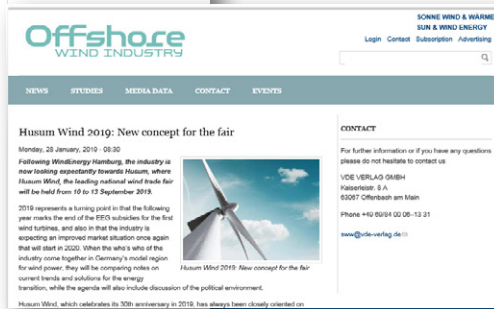 SONNE WIND & WÄRME
SUN & WIND ENERGY
Login Contact Subscription Advertising
Offshore
WIND INDUSTRY
NEWS STUDIES MEDIA DATA CONTACT EVENTS
Husum Wind 2019: New concept for the fair
Monday, 28 January, 2019 - 08:30
Following WindEnergy Hamburg, the industry is
now looking expectantly towards Husum, where
Husum Wind, the leading national wind trade fair
will be held from 10 to 13 September 2019.
2019 represents a turning point in that the following
year marks the end of the EEG subsidies for the first
wind turbines, and also in that the industry is
expecting an improved market situation once again
that will start in 2020. When the who's who of the
industry come together in Germany's model region
for wind power, they will be comparing notes on
current trends and solutions for the energy
transition, while the agenda will also include discussion of the political environment.
Husum Wind, which celebrates its 30th anniversary in 2019, has always been closely oriented on
Husum Wind 2019: New concept for the fair
CONTACT
For further information or if you have any questions
please do not hesitate to contact us
VDE VERLAG GMBH
Kaiserleistr. 8 A
63067 Offenbach am Main
Phone +49 69/84 00 06-13 31
sww@vde-verlag.de